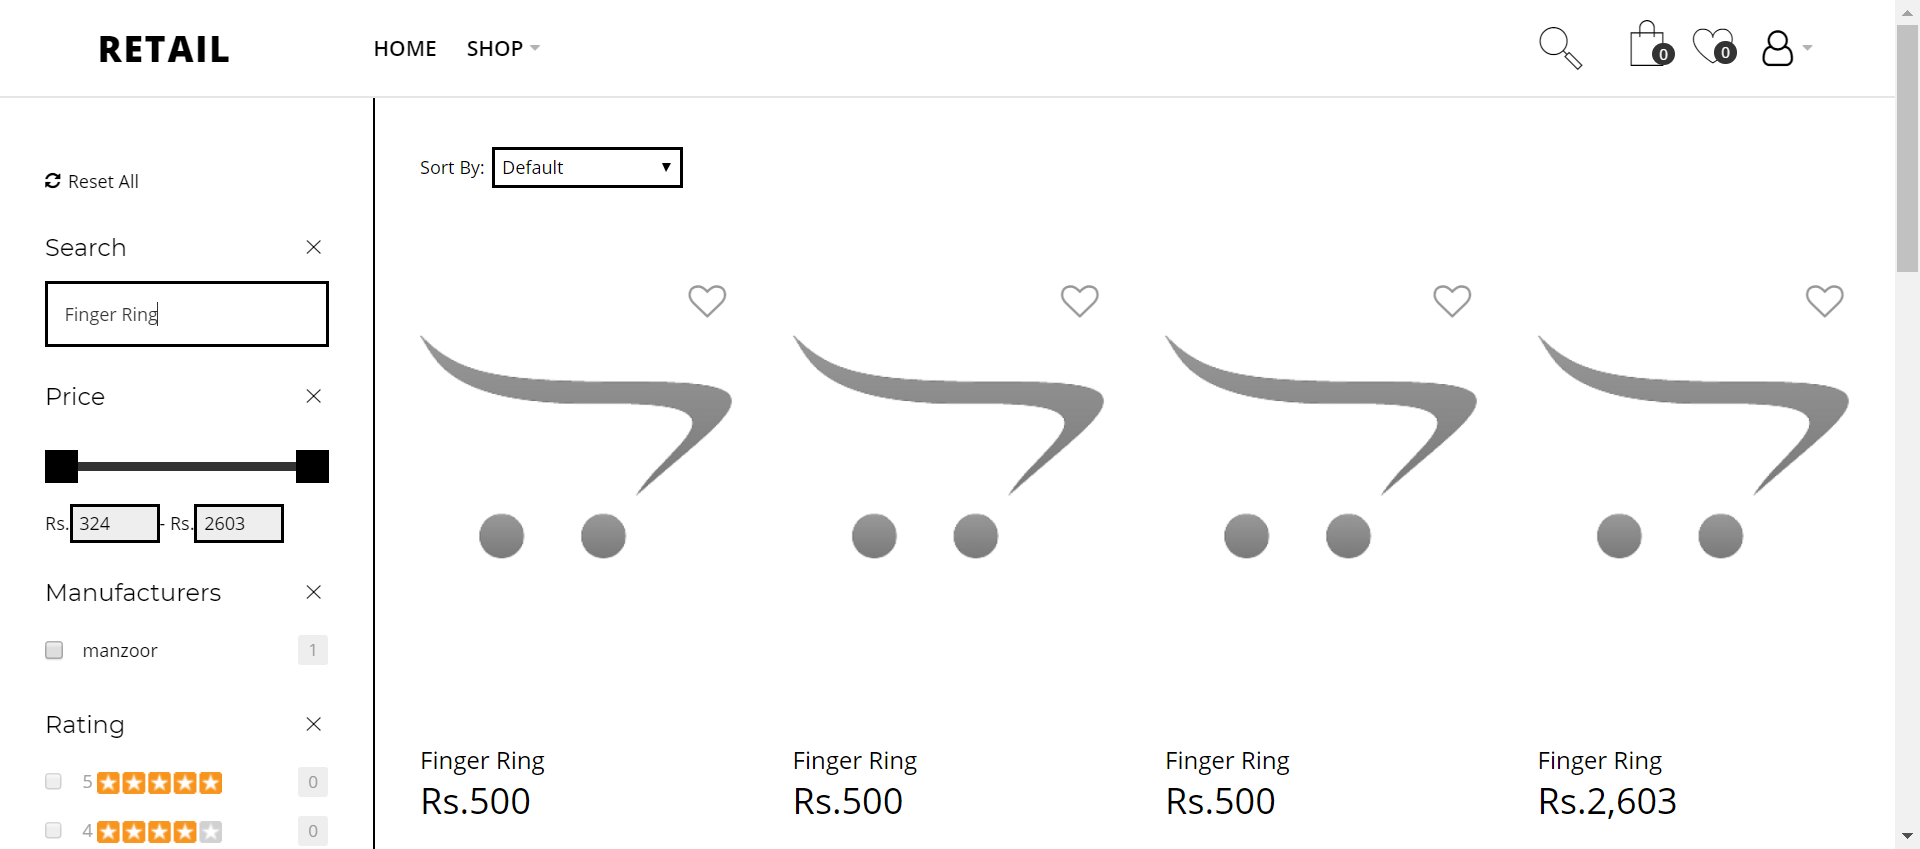 RETAIL
HOME
SHOP
0
0
Reset All
Search
Finger Ring
Price
Rs. 324 - Rs. 2603
Manufacturers
manzoor 1
Rating
5 0
4 0
Sort By: Default
Finger Ring
Rs.500
Finger Ring
Rs.500
Finger Ring
Rs.500
Finger Ring
Rs.2,603